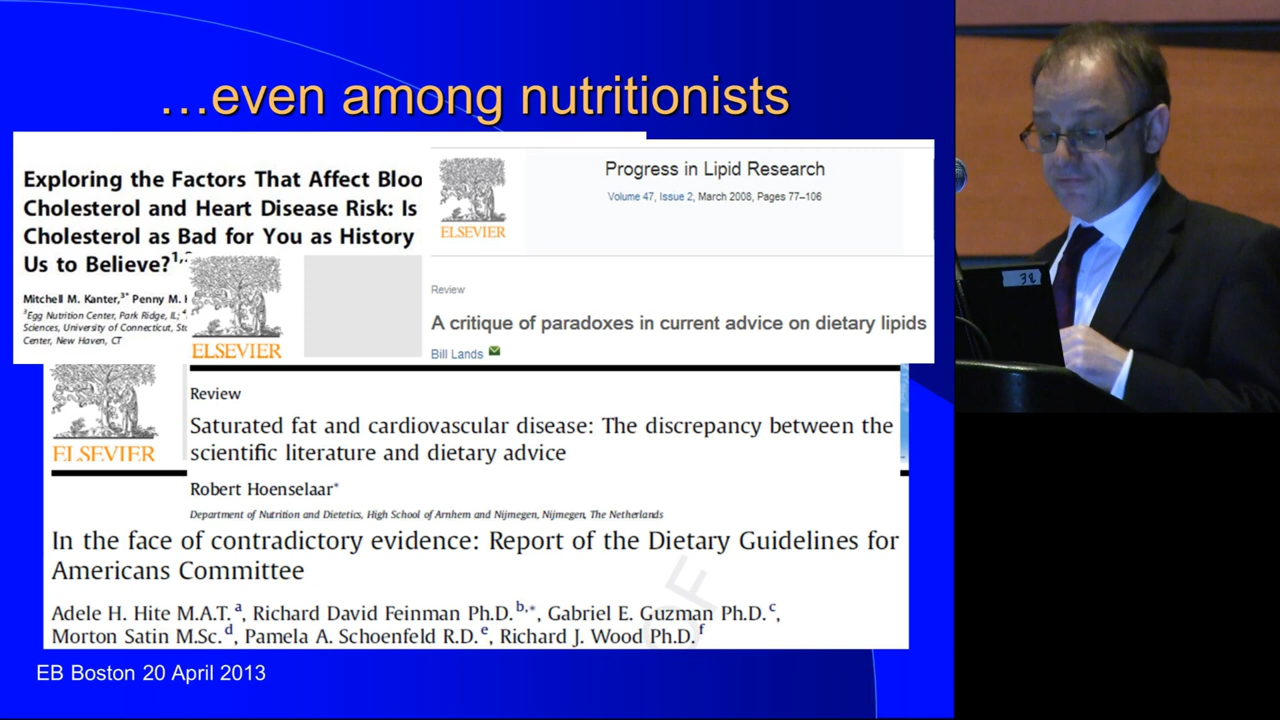 …even among nutritionists
Exploring the Factors That Affect Bloo
Cholesterol and Heart Disease Risk: Is
Cholesterol as Bad for You as History
Us to Believe?
Mitchell M. Kanter,3* Penny M.
3Egg Nutrition Center, Park Ridge, IL;
Sciences, University of Connecticut,
Center, New Haven, CT
ELSEVIER
Progress in Lipid Research
Volume 47, Issue 2, March 2008, Pages 77–106
ELSEVIER
Review
A critique of paradoxes in current advice on dietary lipids
Bill Lands
ELSEVIER
Review
Saturated fat and cardiovascular disease: The discrepancy between the
scientific literature and dietary advice
Robert Hoenselaar*
Department of Nutrition and Dietetics, High School of Arnhem and Nijmegen, Nijmegen, The Netherlands
In the face of contradictory evidence: Report of the Dietary Guidelines for
Americans Committee
Adele H. Hite M.A.T. a, Richard David Feinman Ph.D. b,*, Gabriel E. Guzman Ph.D. c,
Morton Satin M.Sc. d, Pamela A. Schoenfeld R.D. e, Richard J. Wood Ph.D. f
OF
EB Boston 20 April 2013